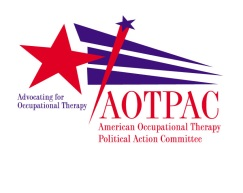 Advocating for
Occupational Therapy
AOTPAC
American Occupational Therapy
Political Action Committee